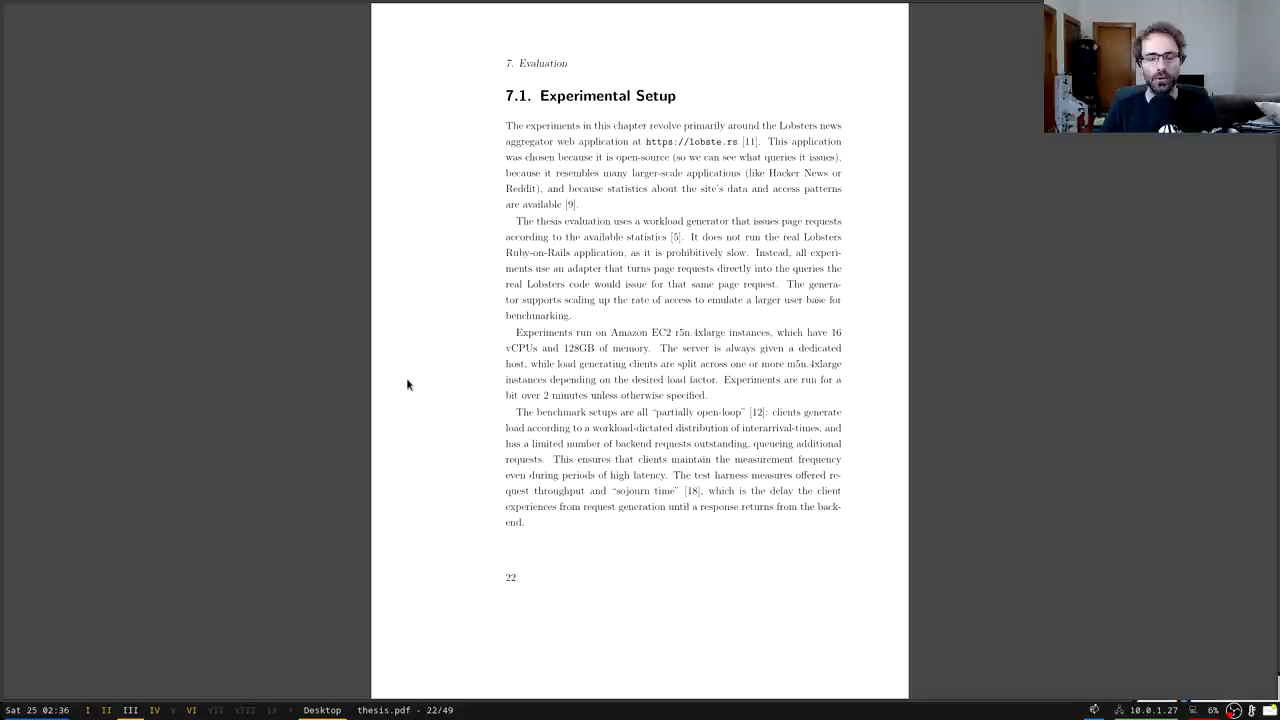 7. Evaluation
7.1. Experimental Setup
The experiments in this chapter revolve primarily around the Lobsters news
aggregator web application at https://lobste.rs [11]. This application
was chosen because it is open-source (so we can see what queries it issues),
because it resembles many larger-scale applications (like Hacker News or
Reddit), and because statistics about the site's data and access patterns
are available [9].
The thesis evaluation uses a workload generator that issues page requests
according to the available statistics [5]. It does not run the real Lobsters
Ruby-on-Rails application, as it is prohibitively slow. Instead, all experi-
ments use an adapter that turns page requests directly into the queries the
real Lobsters code would issue for that same page request. The genera-
tor supports scaling up the rate of access to emulate a larger user base for
benchmarking.
Experiments run on Amazon EC2 r5n.4xlarge instances, which have 16
vCPUs and 128GB of memory. The server is always given a dedicated
host, while load generating clients are split across one or more m5n.4xlarge
instances depending on the desired load factor. Experiments are run for a
bit over 2 minutes unless otherwise specified.
The benchmark setups are all “partially open-loop” [12]: clients generate
load according to a workload-dictated distribution of interarrival-times, and
has a limited number of backend requests outstanding, queueing additional
requests. This ensures that clients maintain the measurement frequency
even during periods of high latency. The test harness measures offered re-
quest throughput and “sojourn time” [18], which is the delay the client
experiences from request generation until a response returns from the back-
end.
22
Sat 25 02:36 I II III IV V VI VII VIII IX X Desktop thesis.pdf - 22/49 10.0.1.27 6%